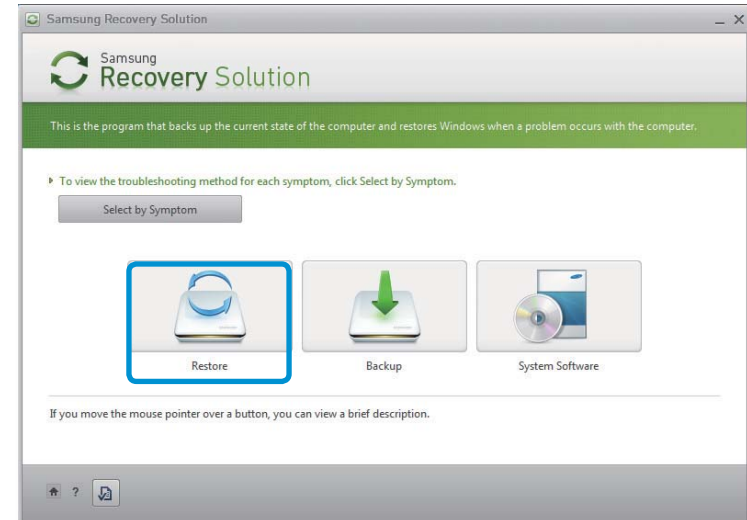 Samsung Recovery Solution
Samsung
Recovery Solution
This is the program that backs up the current state of the computer and restores Windows when a problem occurs with the computer.
To view the troubleshooting method for each symptom, click Select by Symptom.
Select by Symptom
Restore Backup System Software
If you move the mouse pointer over a button, you can view a brief description.
?